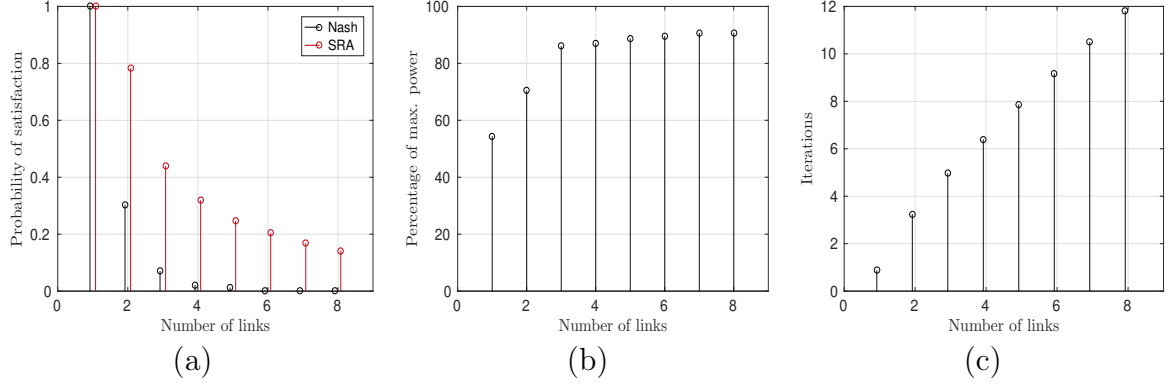 Probability of satisfaction
1
0.8
0.6
0.4
0.2
0
0 2 4 6 8
Number of links
Nash
SRA
(a)
Percentage of max. power
100
80
60
40
20
0
0 2 4 6 8
Number of links
(b)
Iterations
12
10
8
6
4
2
0
0 2 4 6 8
Number of links
(c)